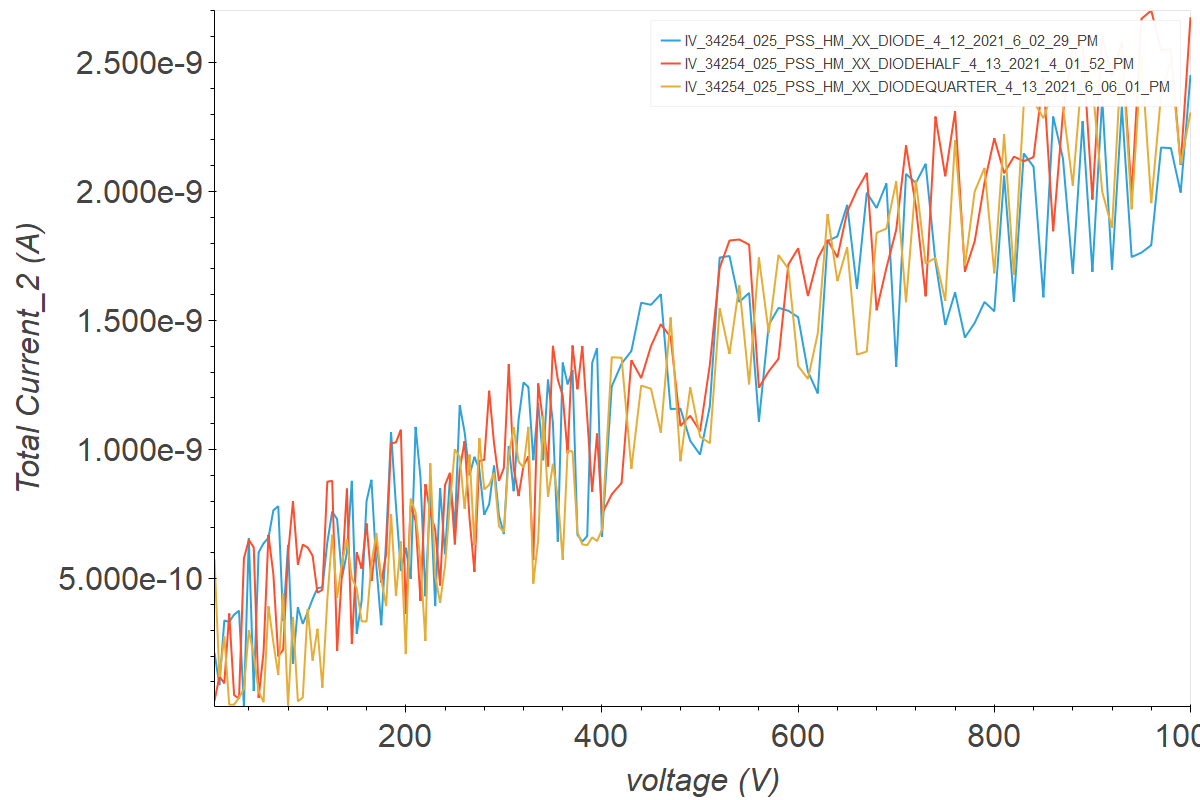 2.500e-9
2.000e-9
1.500e-9
1.000e-9
5.000e-10
Total Current_2 (A)
IV_34254_025_PSS_HM_XX_DIODE_4_12_2021_6_02_29_PM
IV_34254_025_PSS_HM_XX_DIODEHALF_4_13_2021_4_01_52_PM
IV_34254_025_PSS_HM_XX_DIODEQUARTER_4_13_2021_6_06_01_PM
200 400 600 800 100
voltage (V)